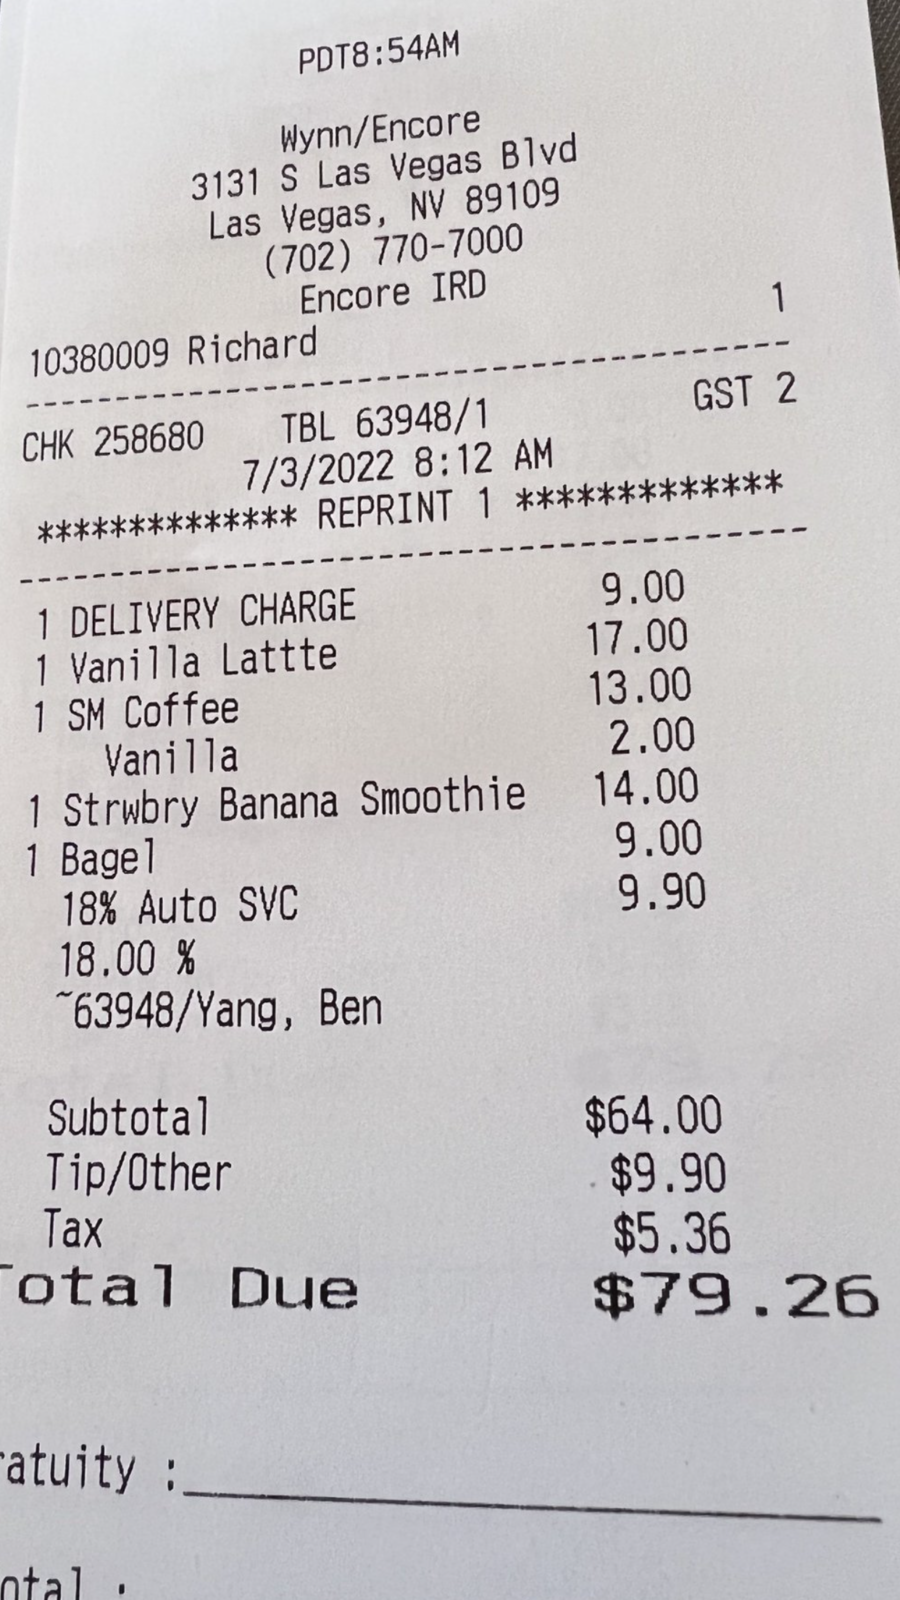 PDT8:54AM
Wynn/Encore
3131 S Las Vegas Blvd
Las Vegas, NV 89109
(702) 770-7000
Encore IRD
10380009 Richard 1
----------------------------------------
CHK 258680 TBL 63948/1 GST 2
7/3/2022 8:12 AM
************** REPRINT 1 **************
----------------------------------------
1 DELIVERY CHARGE 9.00
1 Vanilla Lattte 17.00
1 SM Coffee 13.00
Vanilla 2.00
1 Strwbry Banana Smoothie 14.00
1 Bagel 9.00
18% Auto SVC 9.90
18.00 %
~63948/Yang, Ben
Subtotal $64.00
Tip/Other $9.90
Tax $5.36
Total Due $79.26
ratuity :
otal :